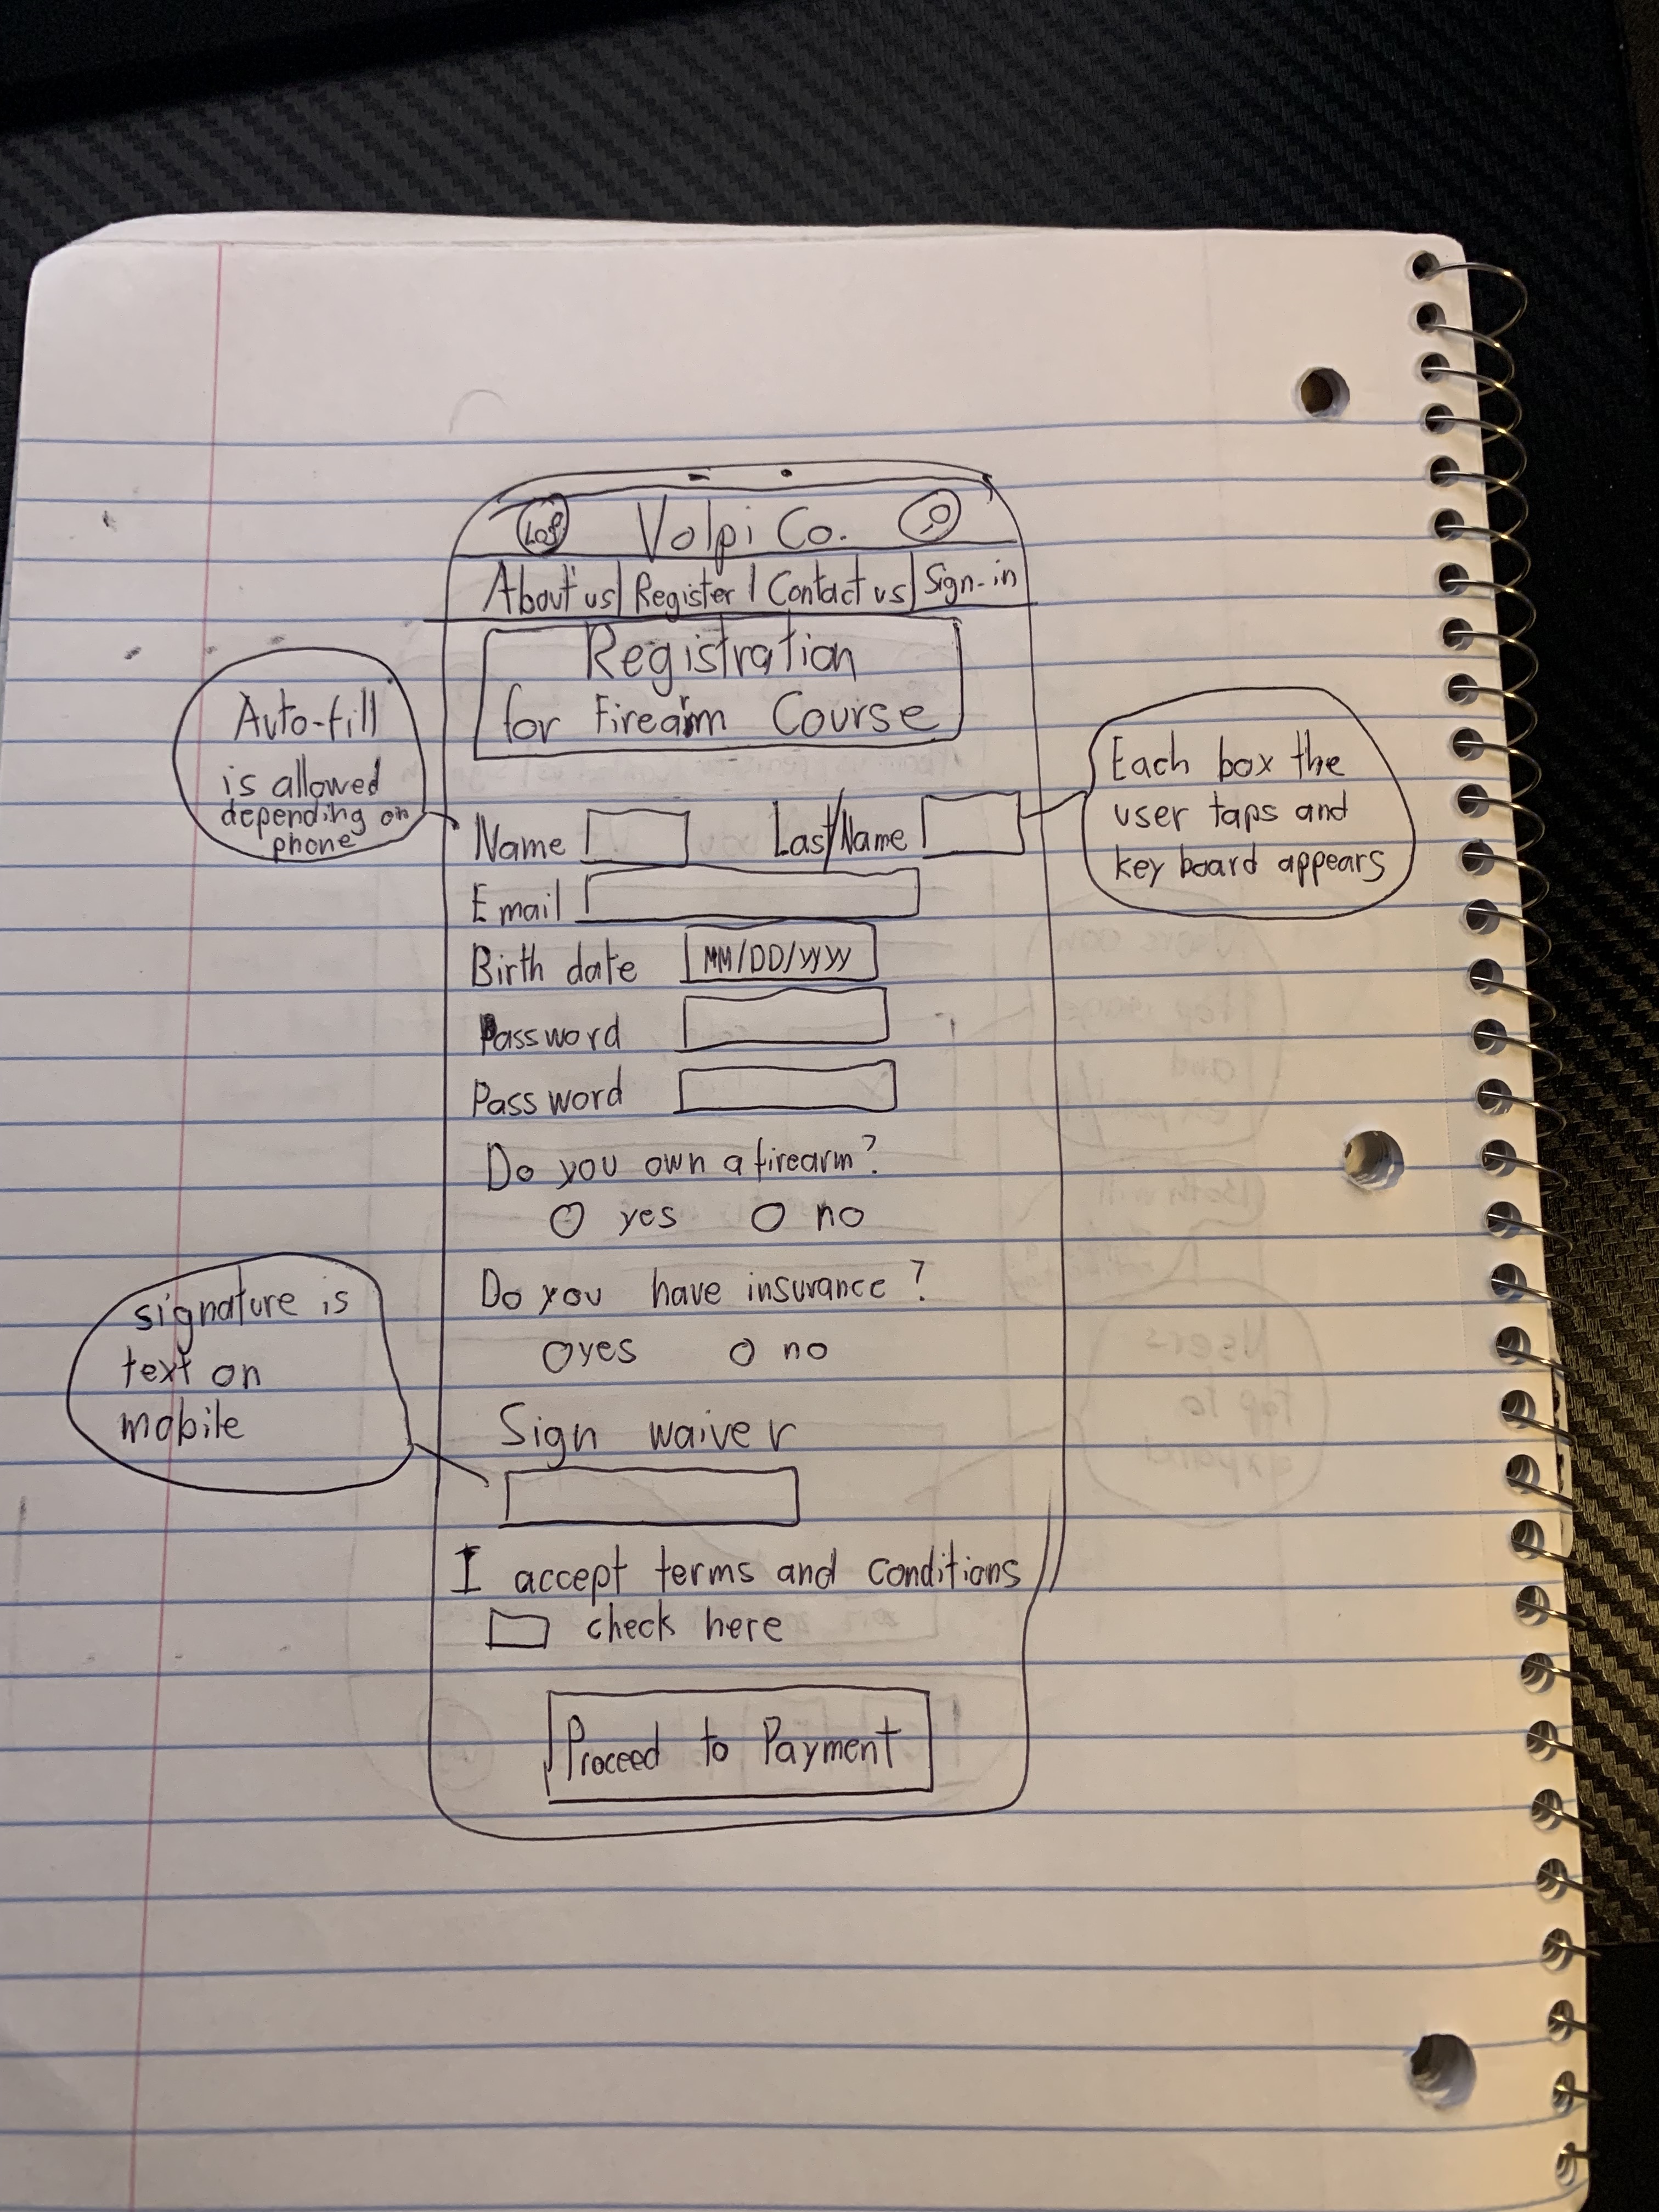 Logo Volpi Co.
About us | Register | Contact us | Sign-in
Registration
for Firearm Course
Auto-fill
is allowed
depending on
phone
Each box the
user taps and
key board appears
Name Last Name
Email
Birth date MM/DD/YYYY
Password
Password
Do you own a firearm?
yes no
Do you have insurance?
yes no
signature is
text on
mobile
Sign waiver
I accept terms and conditions
check here
Proceed to Payment